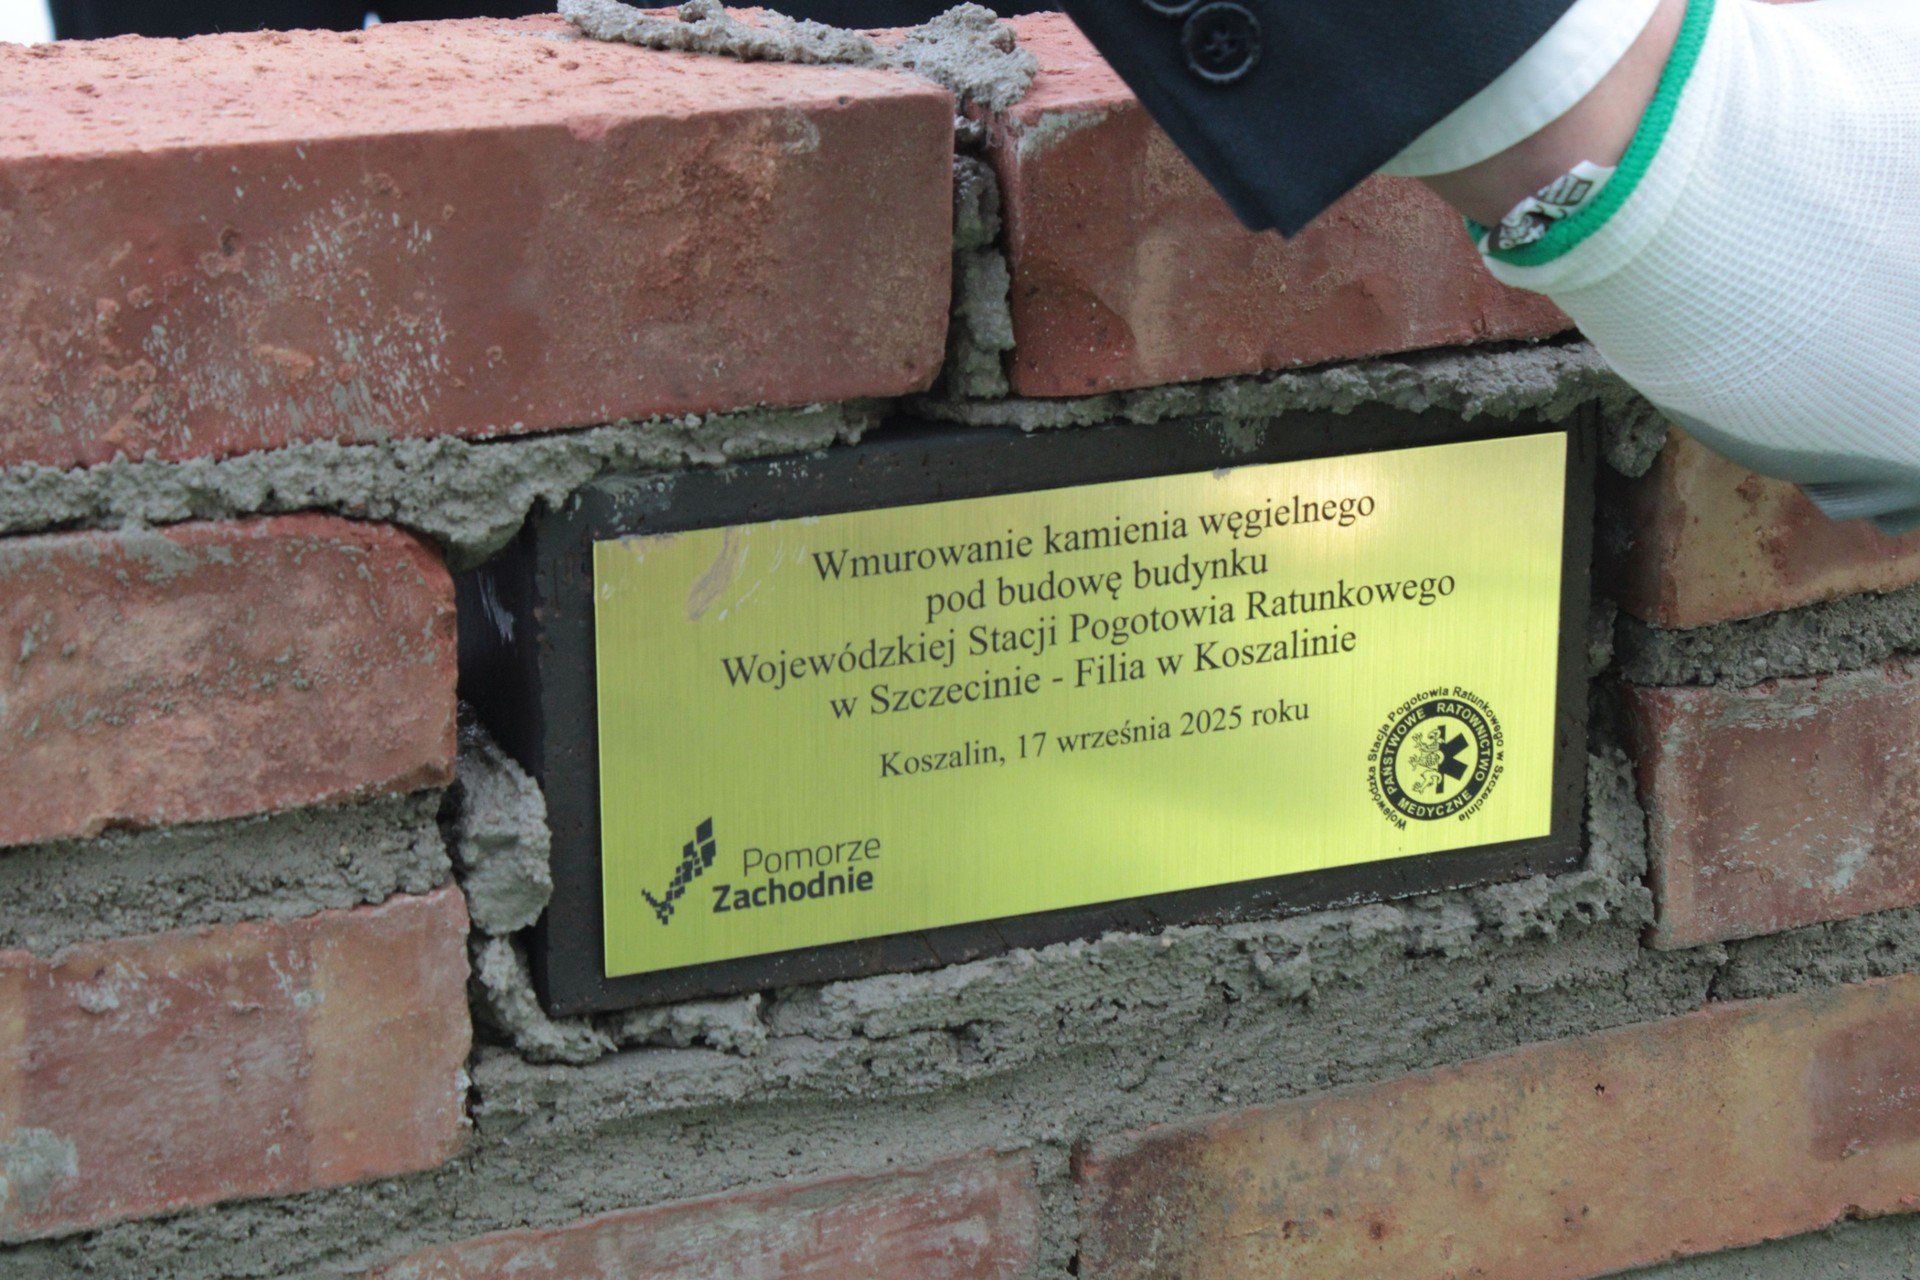 Wmurowanie kamienia węgielnego
pod budowę budynku
Wojewódzkiej Stacji Pogotowia Ratunkowego
w Szczecinie - Filia w Koszalinie
Koszalin, 17 września 2025 roku
Pomorze
Zachodnie
Wojewódzka Stacja Pogotowia Ratunkowego w Szczecinie
PAŃSTWOWE RATOWNICTWO
MEDYCZNE